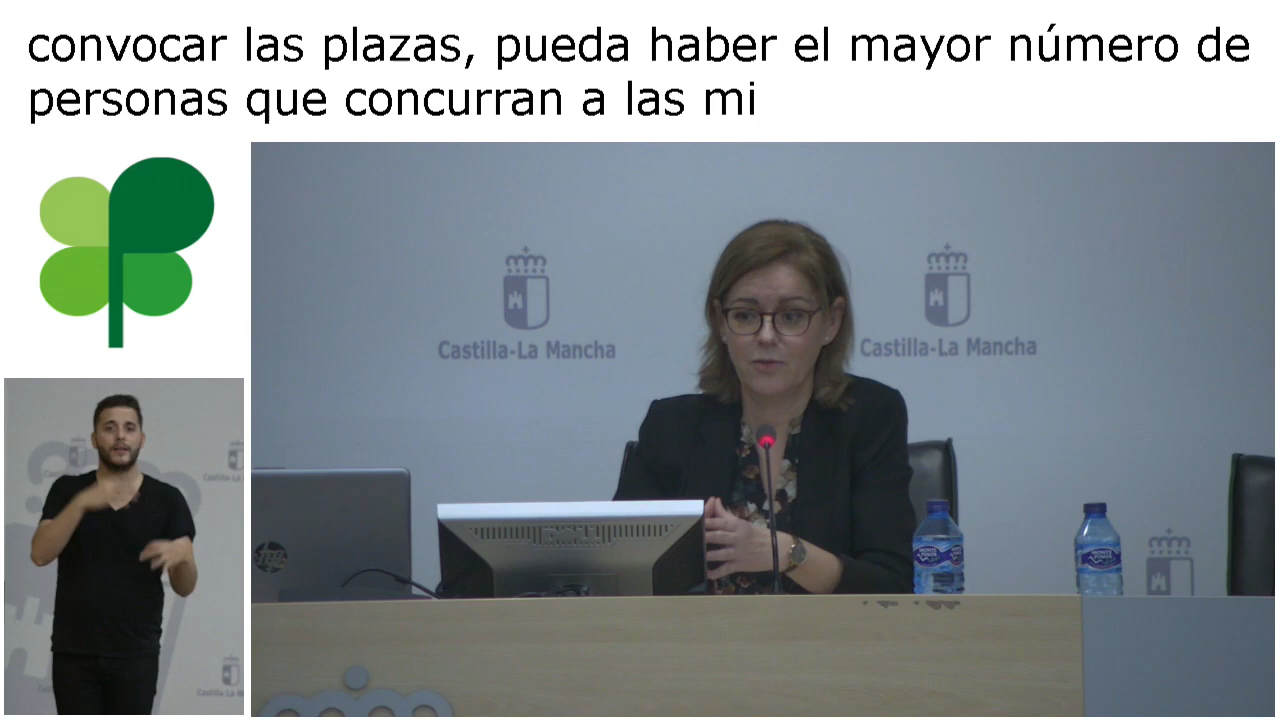 convocar las plazas, pueda haber el mayor número de
personas que concurran a las mi
Castilla-La Mancha
Castilla-La Mancha